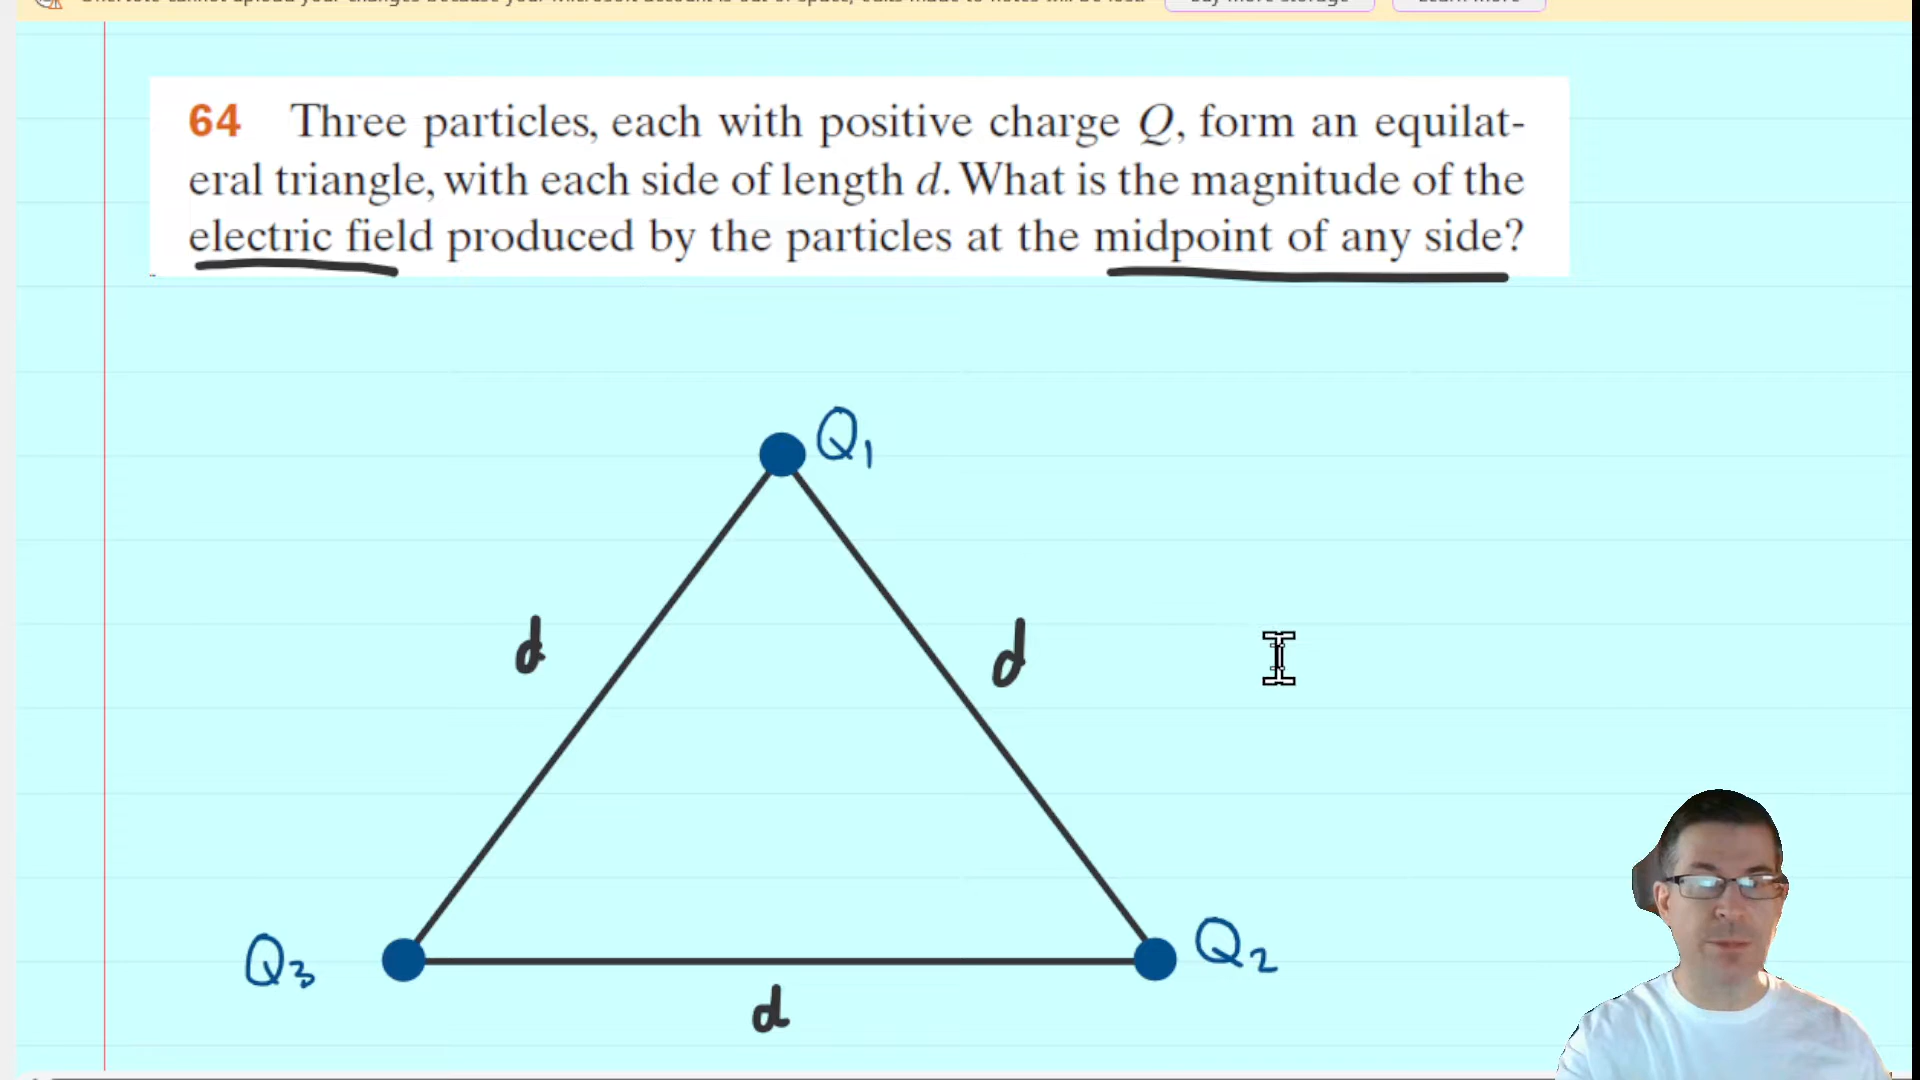 64 Three particles, each with positive charge Q, form an equilat-
eral triangle, with each side of length d. What is the magnitude of the
electric field produced by the particles at the midpoint of any side?
Q1
d
d
Q3
Q2
d